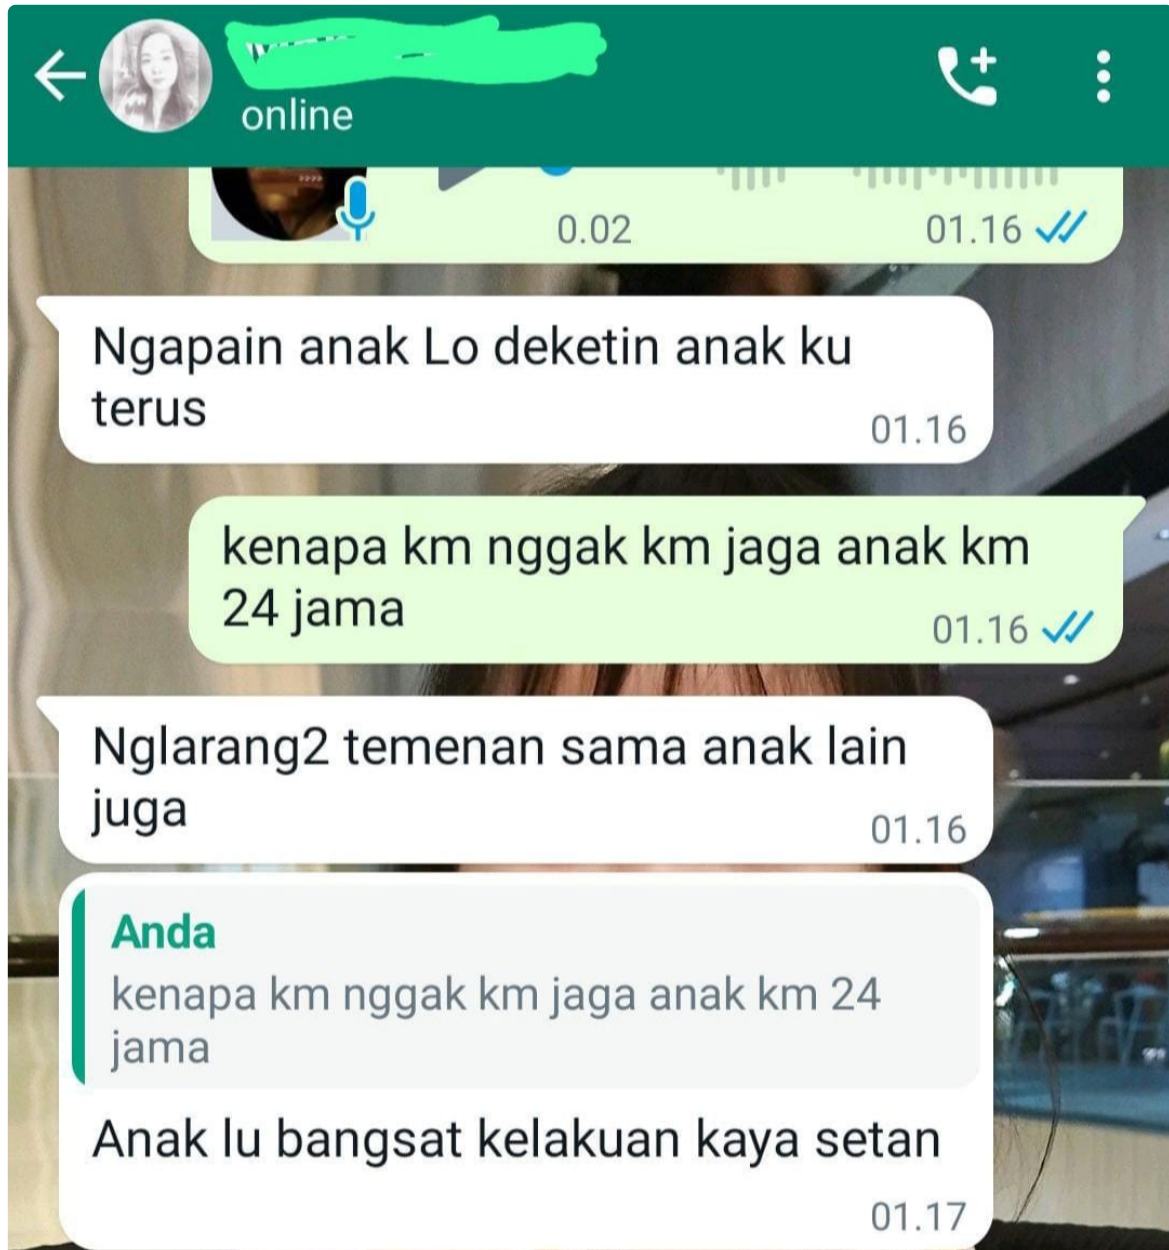 online
0.02
01.16
Ngapain anak Lo deketin anak ku
terus
01.16
kenapa km nggak km jaga anak km
24 jama
01.16
Nglarang2 temenan sama anak lain
juga
01.16
Anda
kenapa km nggak km jaga anak km 24
jama
Anak lu bangsat kelakuan kaya setan
01.17